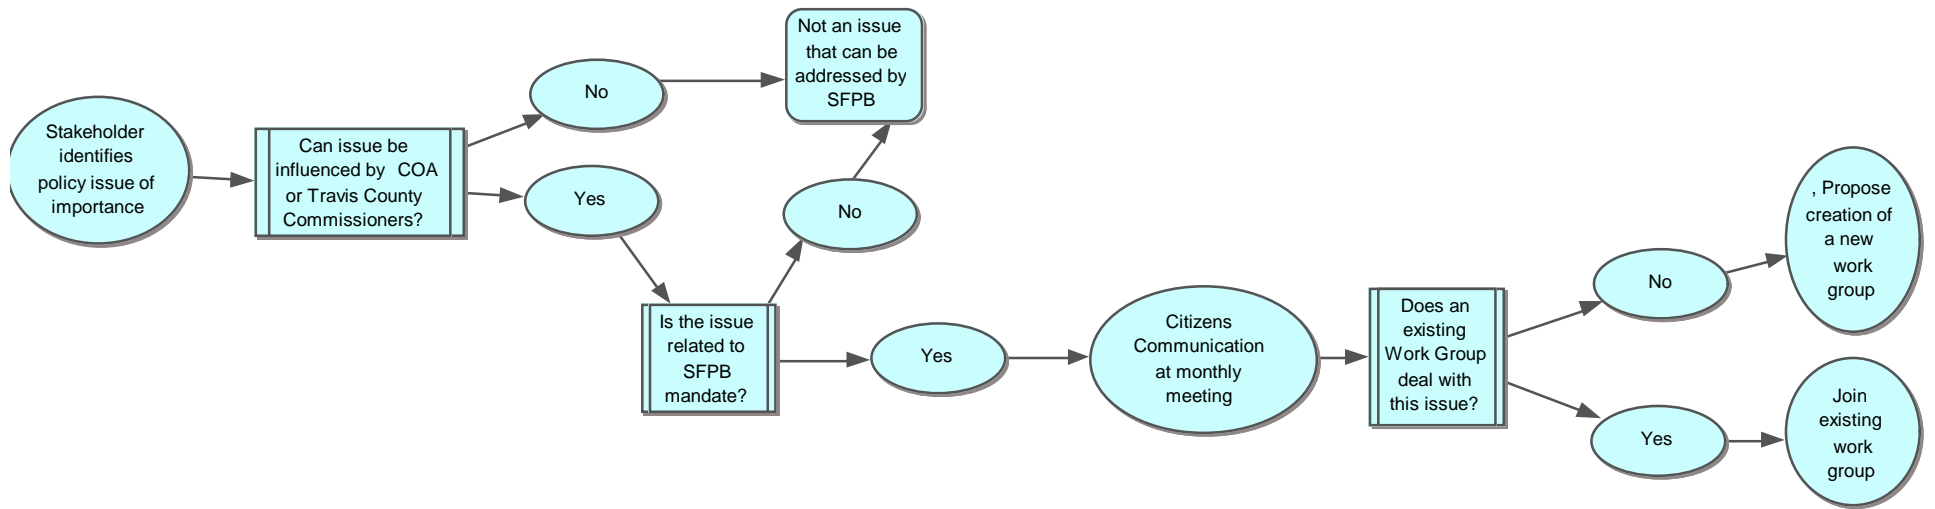 Stakeholder
identifies
policy issue of
importance
Can issue be
influenced by COA
or Travis County
Commissioners?
No
Yes
Not an issue
that can be
addressed by
SFPB
No
Is the issue
related to
SFPB
mandate?
Yes
Citizens
Communication
at monthly
meeting
Does an
existing
Work Group
deal with
this issue?
No
Yes
, Propose
creation of
a new
work
group
Join
existing
work
group